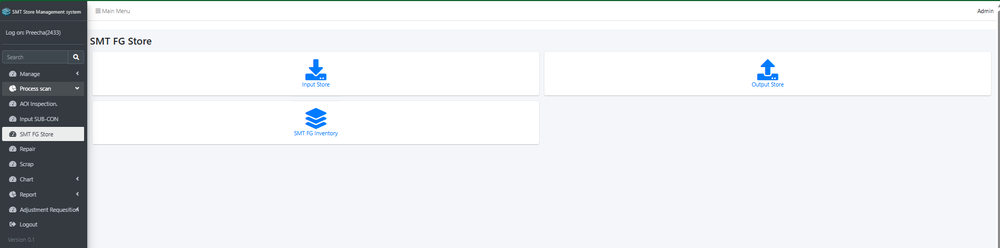 SMT Store Management system
Main Menu
Admin
Log on: Preecha(2433)
Search
Manage
Process scan
AOI Inspection.
Input SUB-CON
SMT FG Store
Repair
Scrap
Chart
Report
Adjustment Requesition
Logout
Version 0.1
SMT FG Store
Input Store
Output Store
SMT FG Inventory